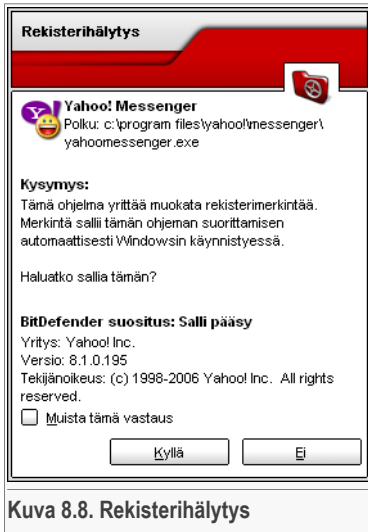 Rekisterihälytys
Yahoo! Messenger
Polku: c:\program files\yahoo!\messenger\
yahoomessenger.exe
Kysymys:
Tämä ohjelma yrittää muokata rekisterimerkintää.
Merkintä sallii tämän ohjeman suorittamisen
automaattisesti Windowsin käynnistyessä.
Haluatko sallia tämän?
BitDefender suositus: Salli pääsy
Yritys: Yahoo! Inc.
Versio: 8.1.0.195
Tekijänoikeus: (c) 1998-2006 Yahoo! Inc. All rights
reserved.
Muista tämä vastaus
Kyllä
Ei
Kuva 8.8. Rekisterihälytys